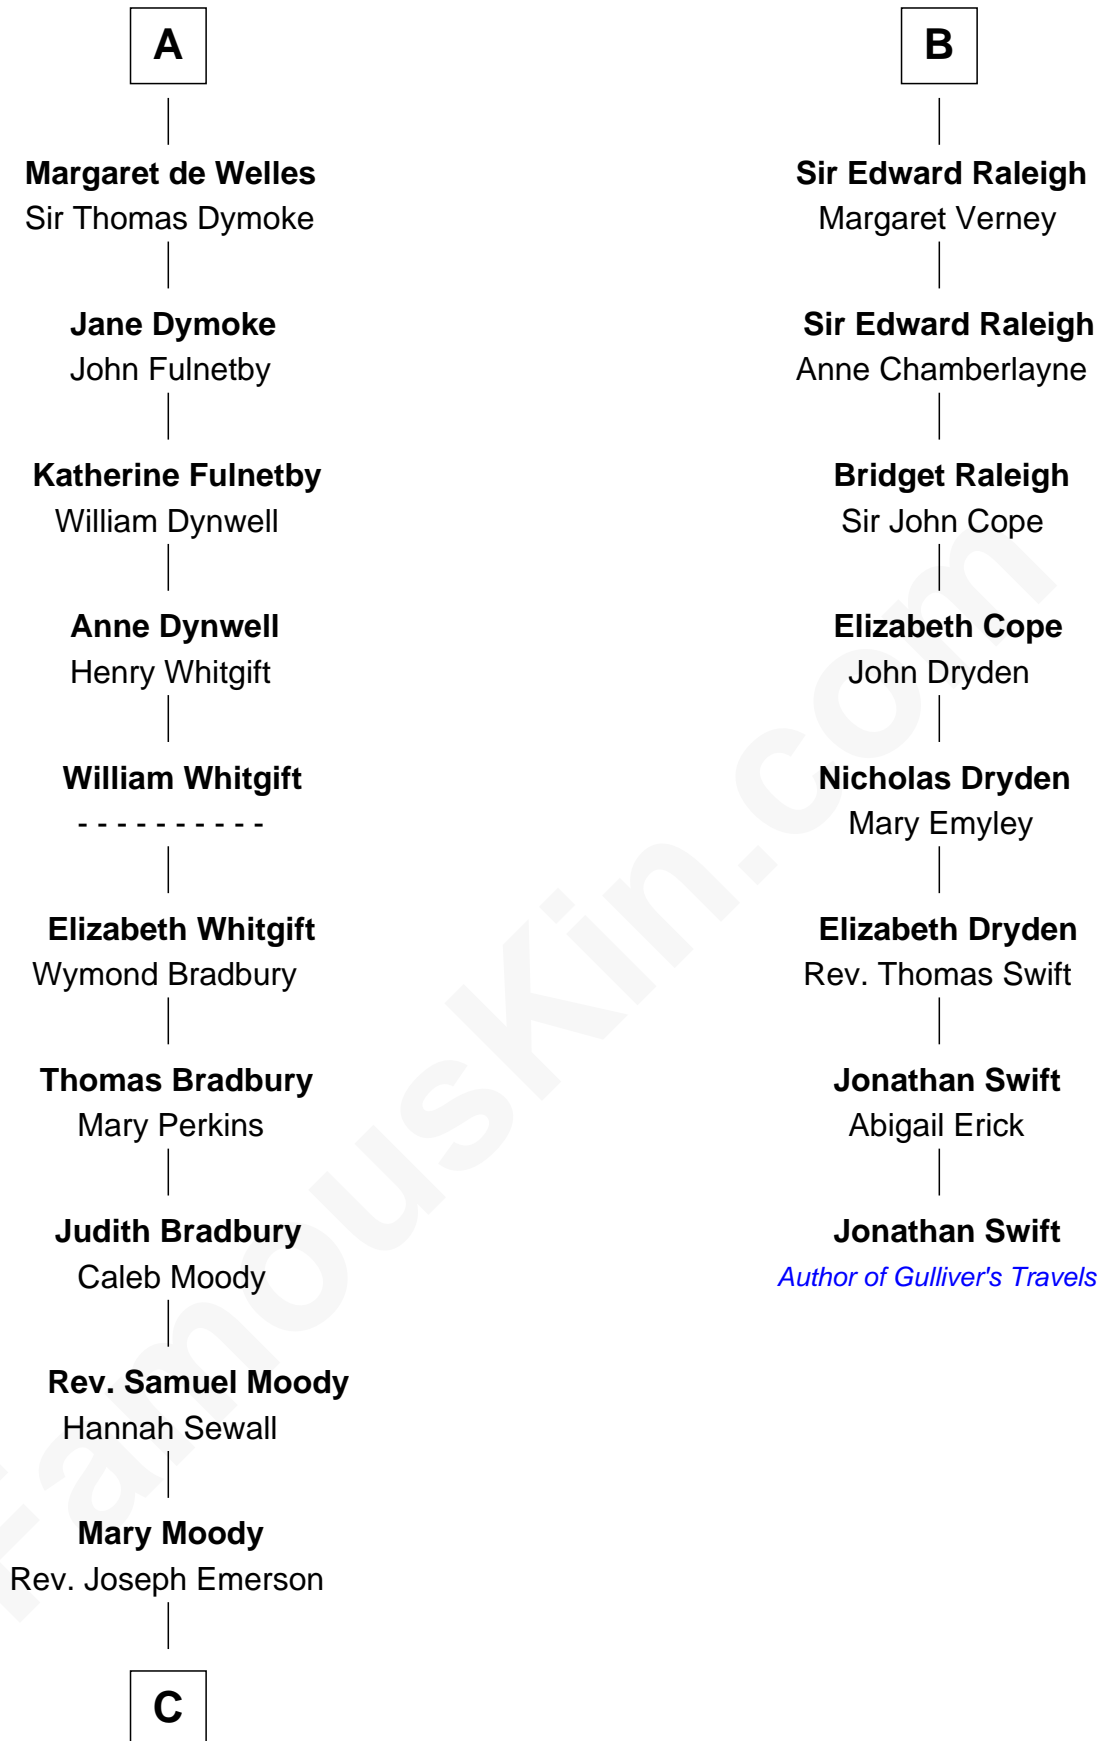 A
Margaret de Welles
Sir Thomas Dymoke
Jane Dymoke
John Fulnetby
Katherine Fulnetby
William Dynwell
Anne Dynwell
Henry Whitgift
William Whitgift
- - - - - - - - - -
Elizabeth Whitgift
Wymond Bradbury
Thomas Bradbury
Mary Perkins
Judith Bradbury
Caleb Moody
Rev. Samuel Moody
Hannah Sewall
Mary Moody
Rev. Joseph Emerson
C
B
Sir Edward Raleigh
Margaret Verney
Sir Edward Raleigh
Anne Chamberlayne
Bridget Raleigh
Sir John Cope
Elizabeth Cope
John Dryden
Nicholas Dryden
Mary Emyley
Elizabeth Dryden
Rev. Thomas Swift
Jonathan Swift
Abigail Erick
Jonathan Swift
Author of Gulliver's Travels
FamousKin.com